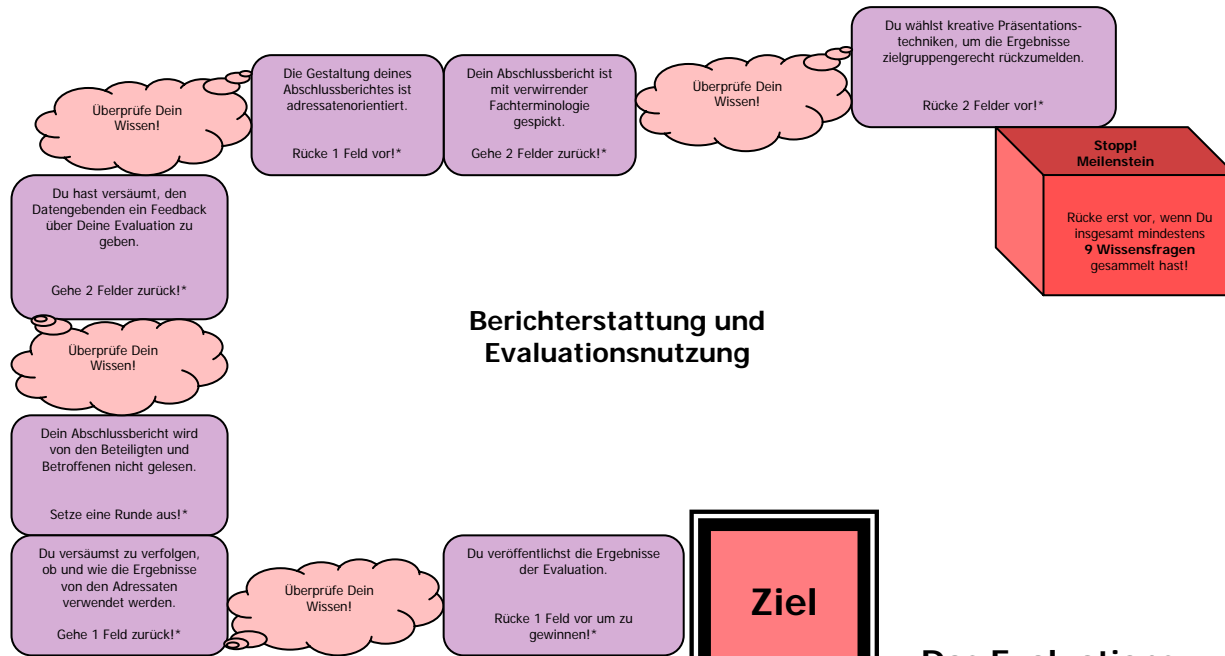 Du wählst kreative Präsentations-
techniken, um die Ergebnisse
zielgruppengerecht rückzumelden.
Rücke 2 Felder vor!*
Überprüfe Dein
Wissen!
Die Gestaltung deines
Abschlussberichtes ist
adressatenorientiert.
Rücke 1 Feld vor!*
Dein Abschlussbericht ist
mit verwirrender
Fachterminologie
gespickt.
Gehe 2 Felder zurück!*
Überprüfe Dein
Wissen!
Stopp!
Meilenstein
Rücke erst vor, wenn Du
insgesamt mindestens
9 Wissensfragen
gesammelt hast!
Du hast versäumt, den
Datengebenden ein Feedback
über Deine Evaluation zu
geben.
Gehe 2 Felder zurück!*
Berichterstattung und
Evaluationsnutzung
Überprüfe Dein
Wissen!
Dein Abschlussbericht wird
von den Beteiligten und
Betroffenen nicht gelesen.
Setze eine Runde aus!*
Du versäumst zu verfolgen,
ob und wie die Ergebnisse
von den Adressaten
verwendet werden.
Gehe 1 Feld zurück!*
Überprüfe Dein
Wissen!
Du veröffentlichst die Ergebnisse
der Evaluation.
Rücke 1 Feld vor um zu
gewinnen!*
Ziel